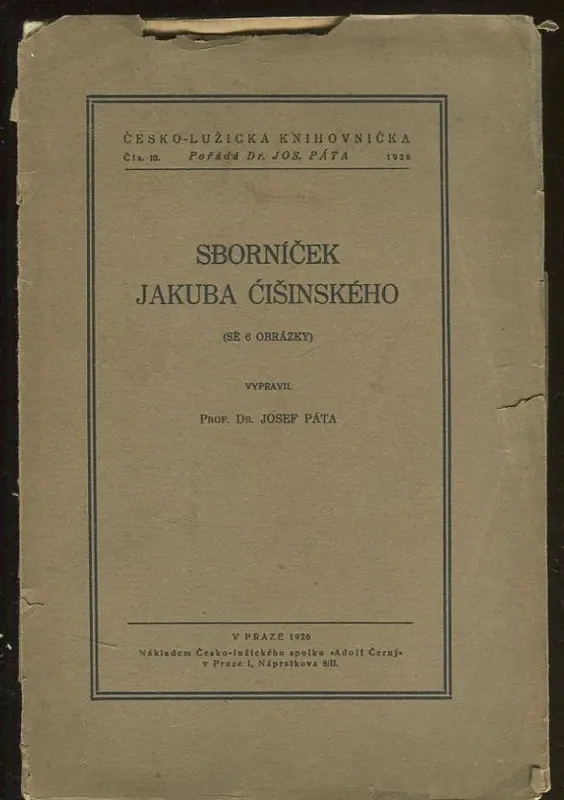 ČESKO-LUŽICKÁ KNIHOVNIČKA
Čís. 10. Pořádá Dr. JOS. PÁTA 1926
SBORNÍČEK
JAKUBA ĆIŠINSKÉHO
(SE 6 OBRÁZKY)
VYPRAVIL
PROF. DR. JOSEF PÁTA
V PRAZE 1926
Nákladem Česko-lužického spolku »Adolf Černý«
v Praze I, Náprstkova 8/II.